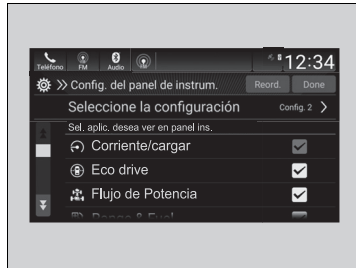 12:34
Teléfono FM Audio
Config. del panel de instrum. Reord. Done
Seleccione la configuración Config. 2
Sel. aplic. desea ver en panel ins.
Corriente/cargar
Eco drive
Flujo de Potencia